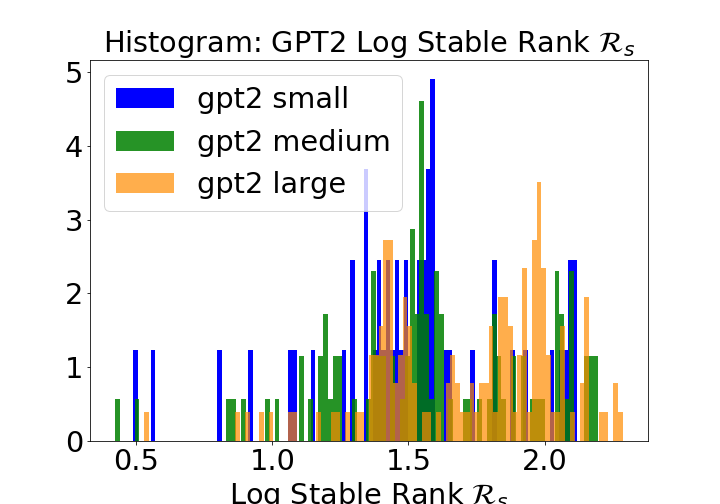 Histogram: GPT2 Log Stable Rank ℛₛ
gpt2 small
gpt2 medium
gpt2 large
5
4
3
2
1
0
0.5 1.0 1.5 2.0
Log Stable Rank ℛₛ